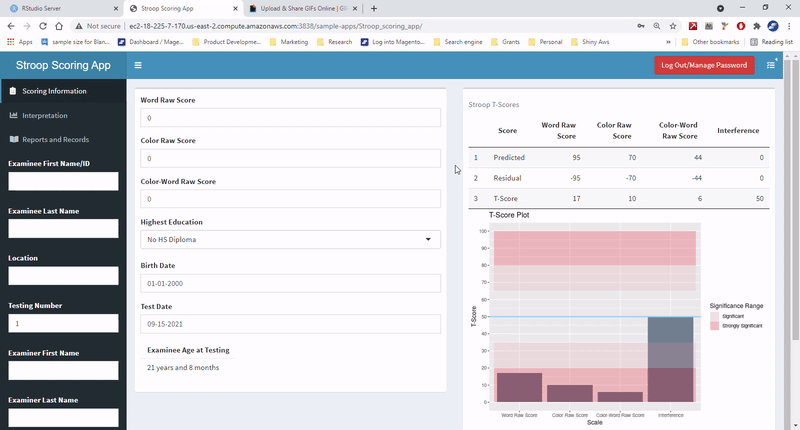 RStudio Server
Stroop Scoring App
Upload & Share GIFs Online | Gi
Not secure | ec2-18-225-7-170.us-east-2.compute.amazonaws.com:3838/sample-apps/Stroop_scoring_app/
Apps
sample size for Blan...
Dashboard / Mage...
Product Developmen...
Marketing
Research
Log into Magento...
Search engine
Grants
Personal
Shiny Aws
»
Other bookmarks
Reading list
Stroop Scoring App
Log Out/Manage Password
Scoring Information
Interpretation
Reports and Records
Examinee First Name/ID
Examinee Last Name
Location
Testing Number
1
Examiner First Name
Examiner Last Name
Word Raw Score
0
Color Raw Score
0
Color-Word Raw Score
0
Highest Education
No HS Diploma
Birth Date
01-01-2000
Test Date
09-15-2021
Examinee Age at Testing
21 years and 8 months
Stroop T-Scores
Score Word Raw Score Color Raw Score Color-Word Raw Score Interference
1 Predicted 95 70 44 0
2 Residual -95 -70 -44 0
3 T-Score 17 10 6 50
T-Score Plot
100
90
80
70
60
50
40
30
20
10
0
T-Score
Word Raw Score Color Raw Score Color-Word Raw Score Interference
Scale
Significance Range
Significant
Strongly Significant